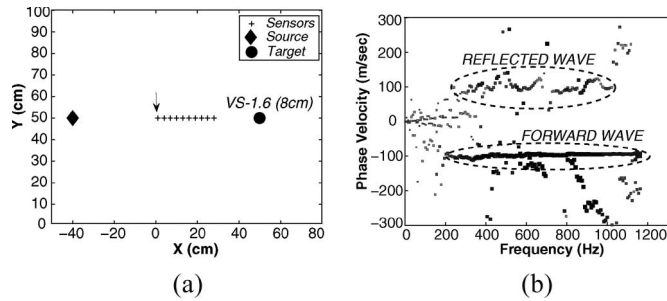 (a)
100
90
80
70
60
50
40
30
20
10
0
Y (cm)
-40
-20
0
20
40
60
80
X (cm)
Sensors
Source
Target
VS-1.6 (8cm)
(a)
(b)
300
200
100
0
-100
-200
-300
Phase Velocity (m/sec)
0
400
600
800
1000
1200
Frequency (Hz)
REFLECTED WAVE
FORWARD WAVE
(b)